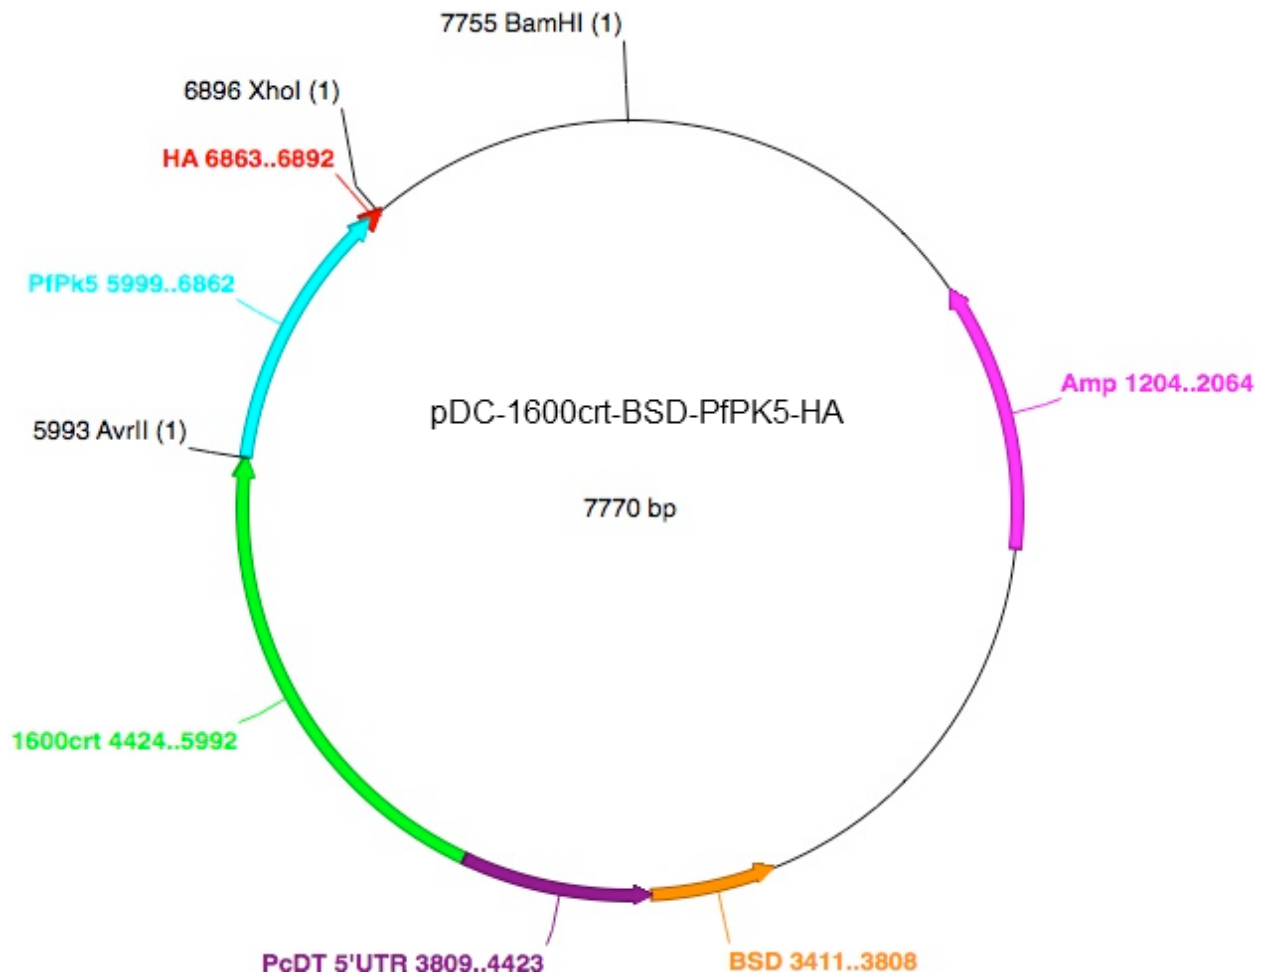 7755 BamHI (1)
6896 XhoI (1)
HA 6863..6892
PfPk5 5999..6862
Amp 1204..2064
pDC-1600crt-BSD-PfPK5-HA
5993 AvrII (1)
7770 bp
1600crt 4424..5992
PcDT 5'UTR 3809..4423
BSD 3411..3808